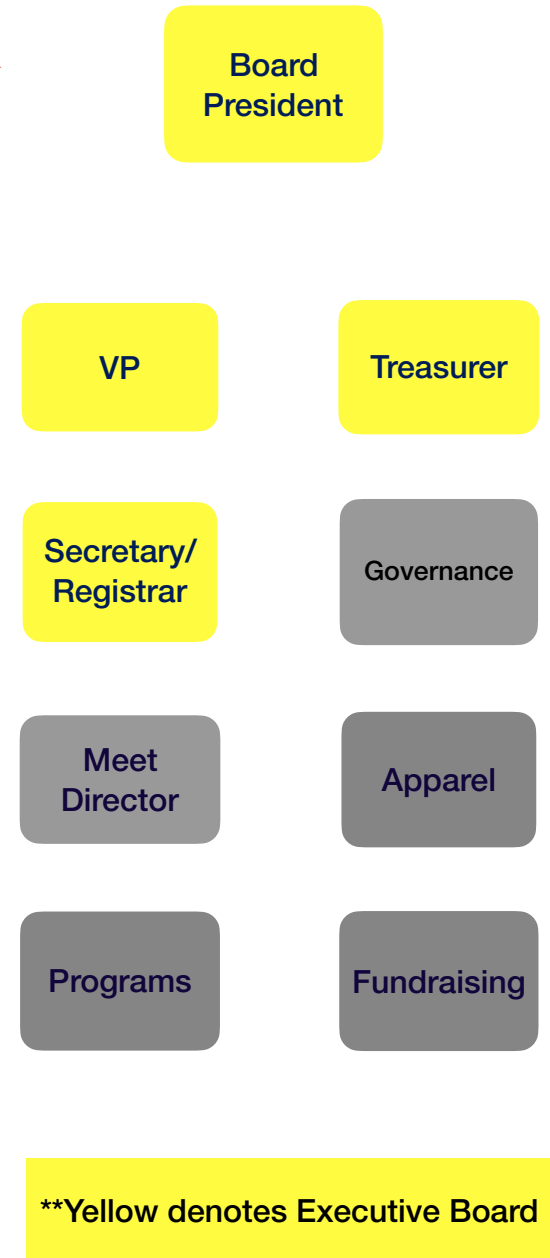 Board
President
VP
Treasurer
Secretary/
Registrar
Governance
Meet
Director
Apparel
Programs
Fundraising
**Yellow denotes Executive Board